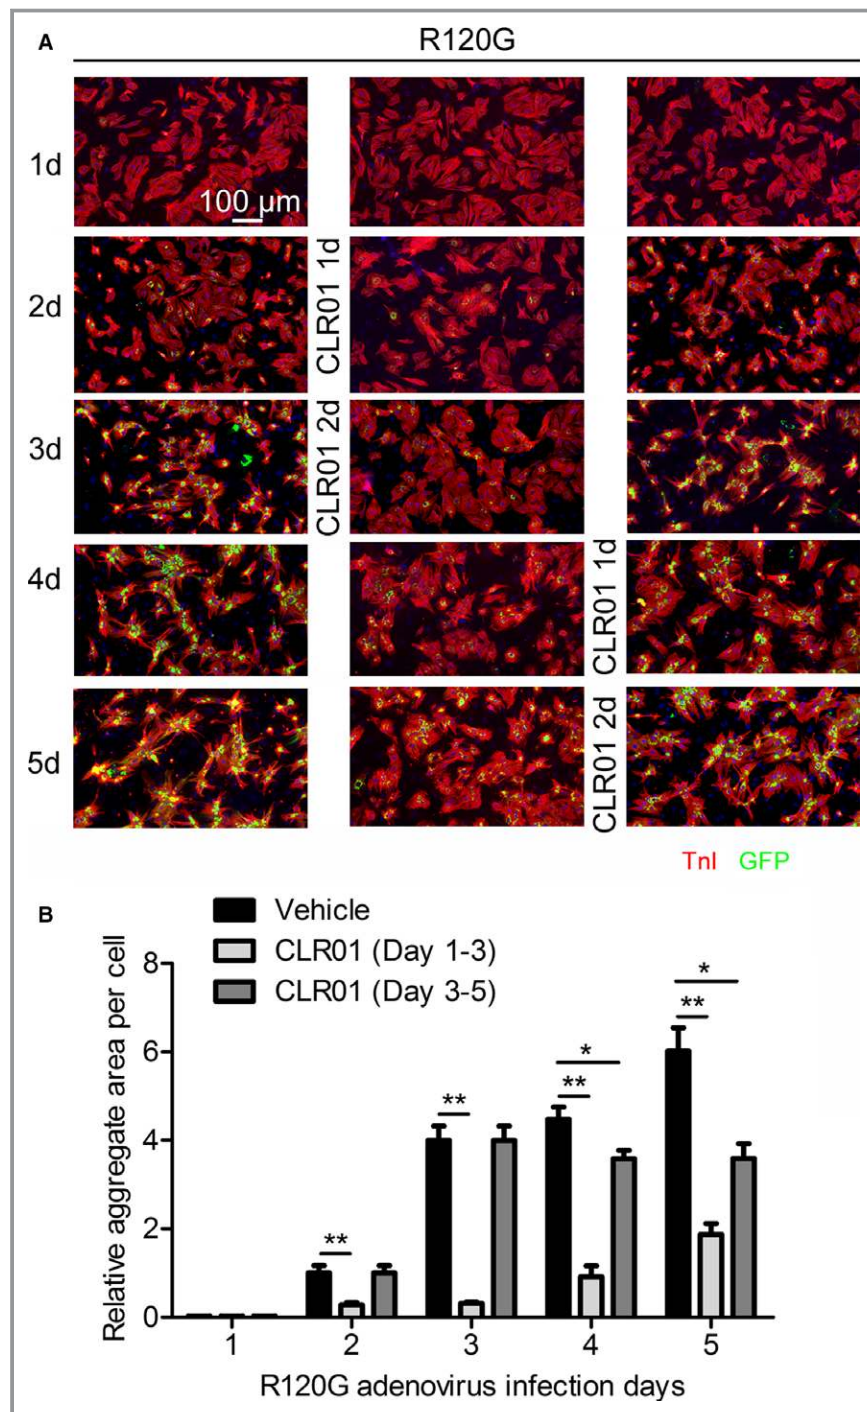 A
R120G
1d
100 µm
2d
CLR01 1d
3d
CLR01 2d
4d
CLR01 1d
5d
CLR01 2d
TnI GFP
B
Vehicle
CLR01 (Day 1-3)
CLR01 (Day 3-5)
Relative aggregate area per cell
8
6
4
2
0
**
**
*
**
*
**
1 2 3 4 5
R120G adenovirus infection days